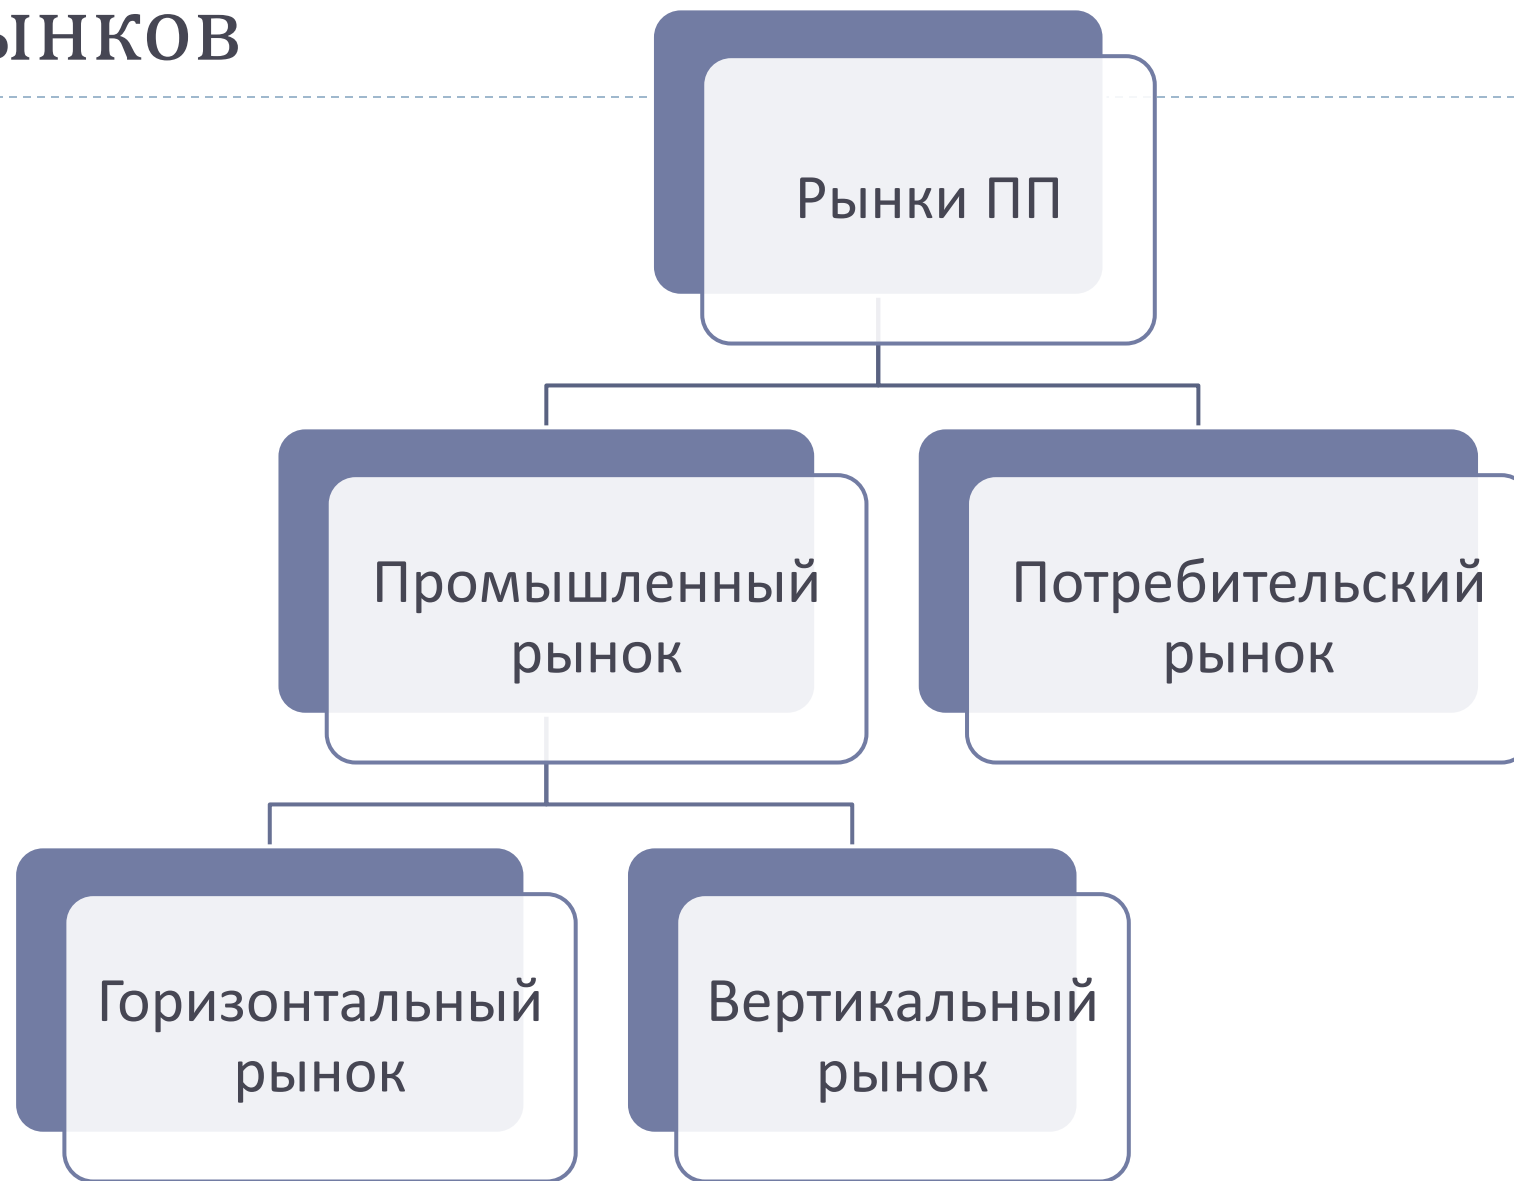 ынков
Рынки ПП
Промышленный
рынок
Потребительский
рынок
Горизонтальный
рынок
Вертикальный
рынок